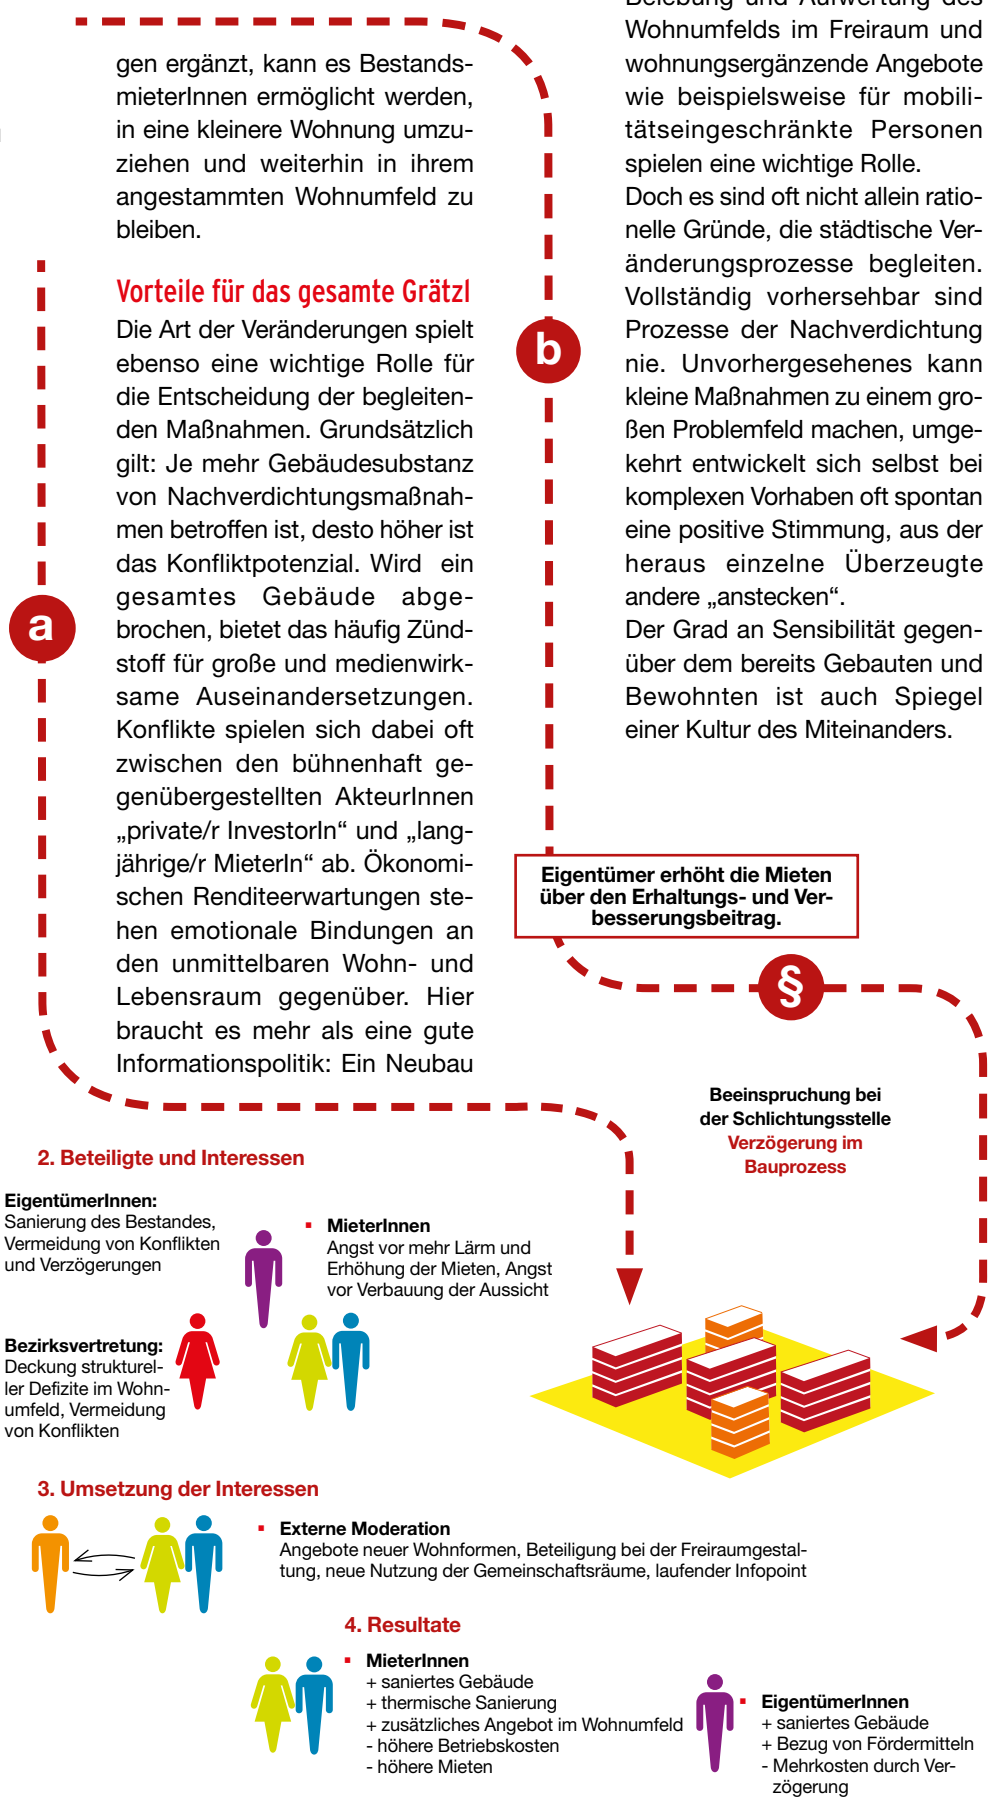 gen ergänzt, kann es Bestands-
mieterInnen ermöglicht werden,
in eine kleinere Wohnung umzu-
ziehen und weiterhin in ihrem
angestammten Wohnumfeld zu
bleiben.
Vorteile für das gesamte Grätzl
Die Art der Veränderungen spielt
ebenso eine wichtige Rolle für
die Entscheidung der begleiten-
den Maßnahmen. Grundsätzlich
gilt: Je mehr Gebäudesubstanz
von Nachverdichtungsmaßnah-
men betroffen ist, desto höher ist
das Konfliktpotenzial. Wird ein
gesamtes Gebäude abge-
brochen, bietet das häufig Zünd-
stoff für große und medienwirk-
same Auseinandersetzungen.
Konflikte spielen sich dabei oft
zwischen den bühnenhaft ge-
genübergestellten AkteurInnen
„private/r InvestorIn“ und „lang-
jährige/r MieterIn“ ab. Ökonomi-
schen Renditeerwartungen ste-
hen emotionale Bindungen an
den unmittelbaren Wohn- und
Lebensraum gegenüber. Hier
braucht es mehr als eine gute
Informationspolitik: Ein Neubau
Belebung und Aufwertung des
Wohnumfelds im Freiraum und
wohnungsergänzende Angebote
wie beispielsweise für mobili-
tätseingeschränkte Personen
spielen eine wichtige Rolle.
Doch es sind oft nicht allein ratio-
nelle Gründe, die städtische Ver-
änderungsprozesse begleiten.
Vollständig vorhersehbar sind
Prozesse der Nachverdichtung
nie. Unvorhergesehenes kann
kleine Maßnahmen zu einem gro-
ßen Problemfeld machen, umge-
kehrt entwickelt sich selbst bei
komplexen Vorhaben oft spontan
eine positive Stimmung, aus der
heraus einzelne Überzeugte
andere „anstecken“.
Der Grad an Sensibilität gegen-
über dem bereits Gebauten und
Bewohnten ist auch Spiegel
einer Kultur des Miteinanders.
a
b
Eigentümer erhöht die Mieten
über den Erhaltungs- und Ver-
besserungsbeitrag.
§
Beeinspruchung bei
der Schlichtungsstelle
Verzögerung im
Bauprozess
2. Beteiligte und Interessen
EigentümerInnen:
Sanierung des Bestandes,
Vermeidung von Konflikten
und Verzögerungen
▪ MieterInnen
Angst vor mehr Lärm und
Erhöhung der Mieten, Angst
vor Verbauung der Aussicht
Bezirksvertretung:
Deckung strukturel-
ler Defizite im Wohn-
umfeld, Vermeidung
von Konflikten
3. Umsetzung der Interessen
▪ Externe Moderation
Angebote neuer Wohnformen, Beteiligung bei der Freiraumgestal-
tung, neue Nutzung der Gemeinschaftsräume, laufender Infopoint
4. Resultate
▪ MieterInnen
+ saniertes Gebäude
+ thermische Sanierung
+ zusätzliches Angebot im Wohnumfeld
- höhere Betriebskosten
- höhere Mieten
▪ EigentümerInnen
+ saniertes Gebäude
+ Bezug von Fördermitteln
- Mehrkosten durch Ver-
zögerung